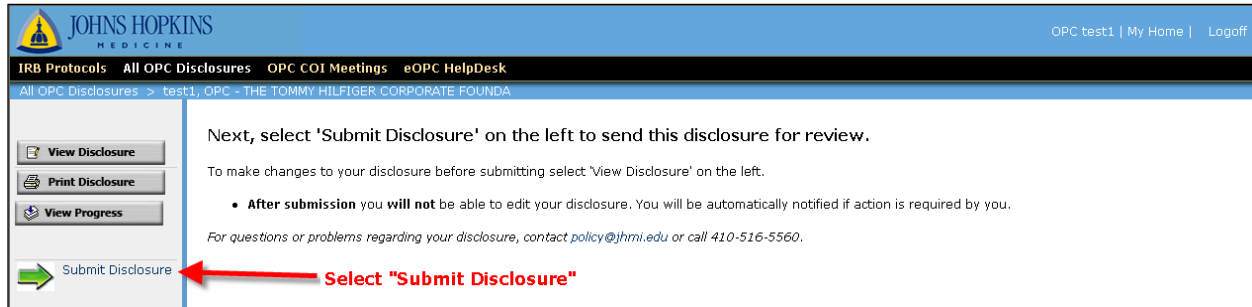 JOHNS HOPKINS
MEDICINE
OPC test1 | My Home | Logoff
IRB Protocols All OPC Disclosures OPC COI Meetings eOPC HelpDesk
All OPC Disclosures > test1, OPC - THE TOMMY HILFIGER CORPORATE FOUNDA
View Disclosure
Print Disclosure
View Progress
Submit Disclosure
Next, select 'Submit Disclosure' on the left to send this disclosure for review.
To make changes to your disclosure before submitting select 'View Disclosure' on the left.
• After submission you will not be able to edit your disclosure. You will be automatically notified if action is required by you.
For questions or problems regarding your disclosure, contact policy@jhmi.edu or call 410-516-5560.
Select "Submit Disclosure"